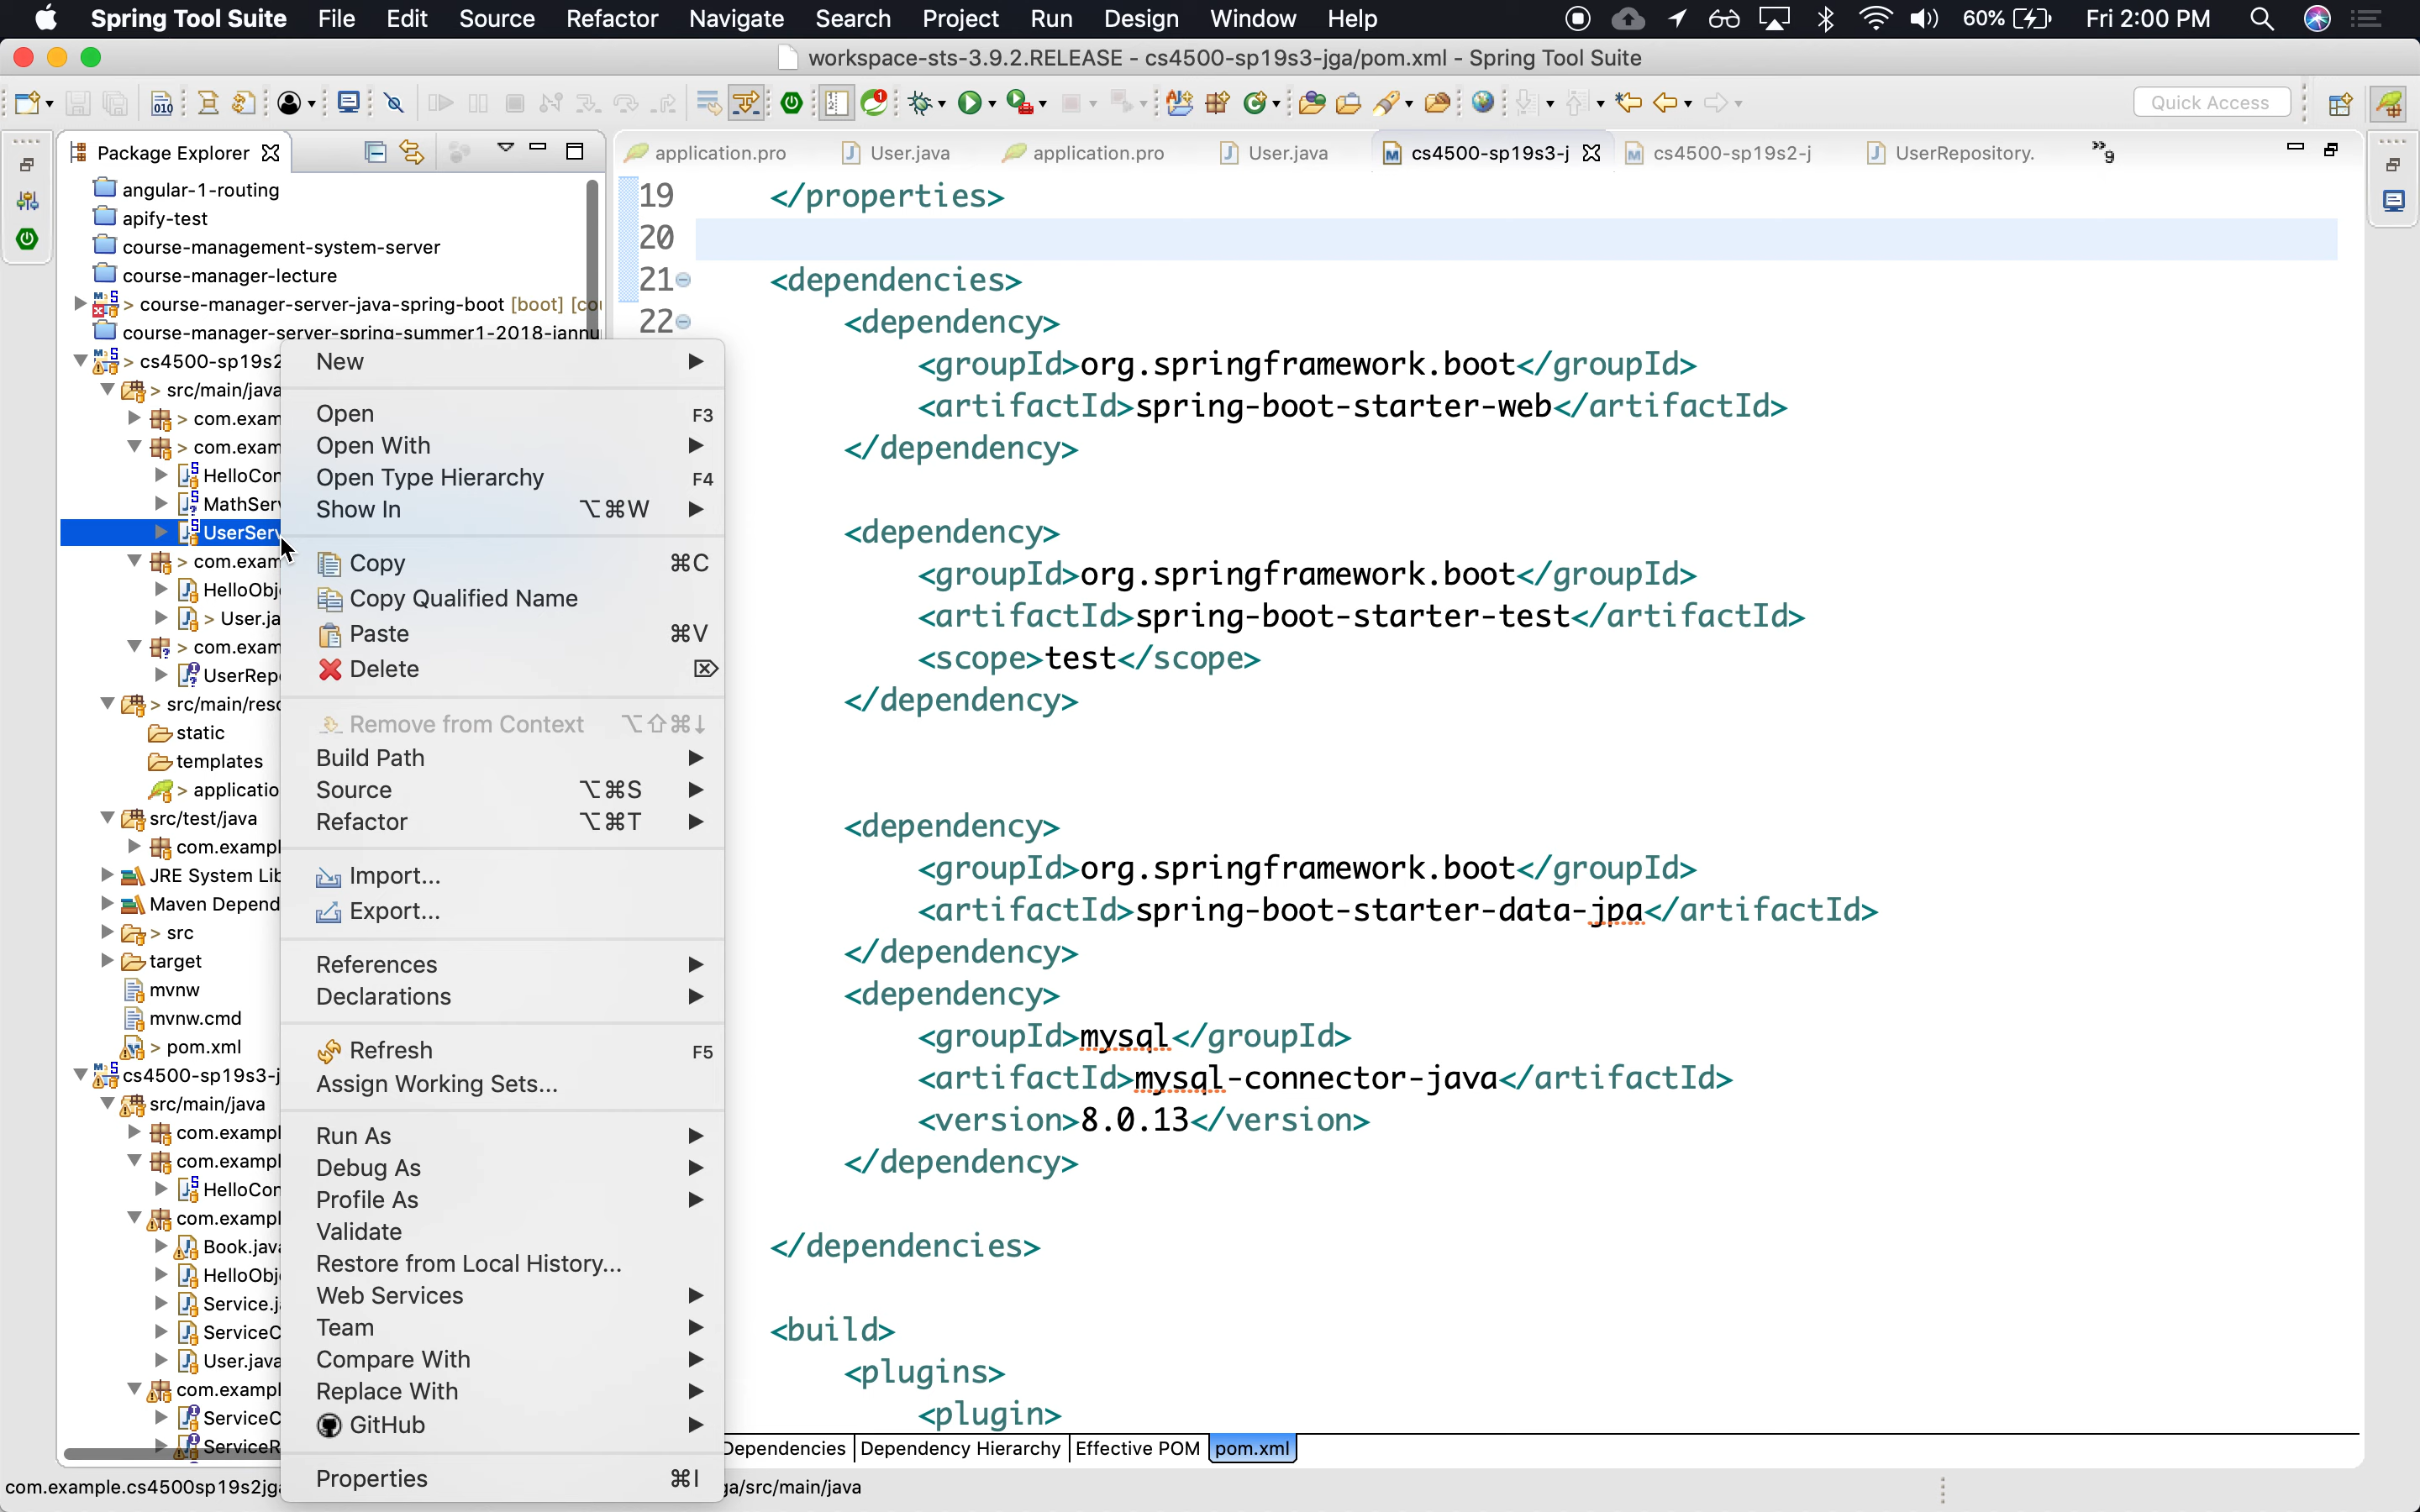 Spring Tool Suite File Edit Source Refactor Navigate Search Project Run Design Window Help 60% Fri 2:00 PM
workspace-sts-3.9.2.RELEASE - cs4500-sp19s3-jga/pom.xml - Spring Tool Suite
Quick Access
Package Explorer
application.pro User.java application.pro User.java cs4500-sp19s3-j cs4500-sp19s2-j UserRepository. »9
angular-1-routing
apify-test
course-management-system-server
course-manager-lecture
> course-manager-server-java-spring-boot [boot] [cou
course-manager-server-spring-summer1-2018-jannu
> cs4500-sp19s2
> src/main/java
> com.exam
> com.exam
HelloCon
MathServ
UserServ
> com.exam
HelloObj
> User.ja
> com.exam
UserRepo
> src/main/reso
static
templates
> applicatio
src/test/java
com.exampl
JRE System Lib
Maven Depend
> src
target
mvnw
mvnw.cmd
> pom.xml
cs4500-sp19s3-j
src/main/java
com.exampl
com.exampl
HelloCon
com.exampl
Book.java
HelloObj
Service.ja
ServiceC
User.java
com.exampl
ServiceC
ServiceR
New
Open F3
Open With
Open Type Hierarchy F4
Show In ⌥⌘W
Copy ⌘C
Copy Qualified Name
Paste ⌘V
Delete ⌦
Remove from Context ⌥⇧⌘↓
Build Path
Source ⌥⌘S
Refactor ⌥⌘T
Import...
Export...
References
Declarations
Refresh F5
Assign Working Sets...
Run As
Debug As
Profile As
Validate
Restore from Local History...
Web Services
Team
Compare With
Replace With
GitHub
Properties ⌘I
19 </properties>
20
21 <dependencies>
22 <dependency>
<groupId>org.springframework.boot</groupId>
<artifactId>spring-boot-starter-web</artifactId>
</dependency>
<dependency>
<groupId>org.springframework.boot</groupId>
<artifactId>spring-boot-starter-test</artifactId>
<scope>test</scope>
</dependency>
<dependency>
<groupId>org.springframework.boot</groupId>
<artifactId>spring-boot-starter-data-jpa</artifactId>
</dependency>
<dependency>
<groupId>mysql</groupId>
<artifactId>mysql-connector-java</artifactId>
<version>8.0.13</version>
</dependency>
</dependencies>
<build>
<plugins>
<plugin>
Dependencies Dependency Hierarchy Effective POM pom.xml
com.example.cs4500sp19s2jga ga/src/main/java